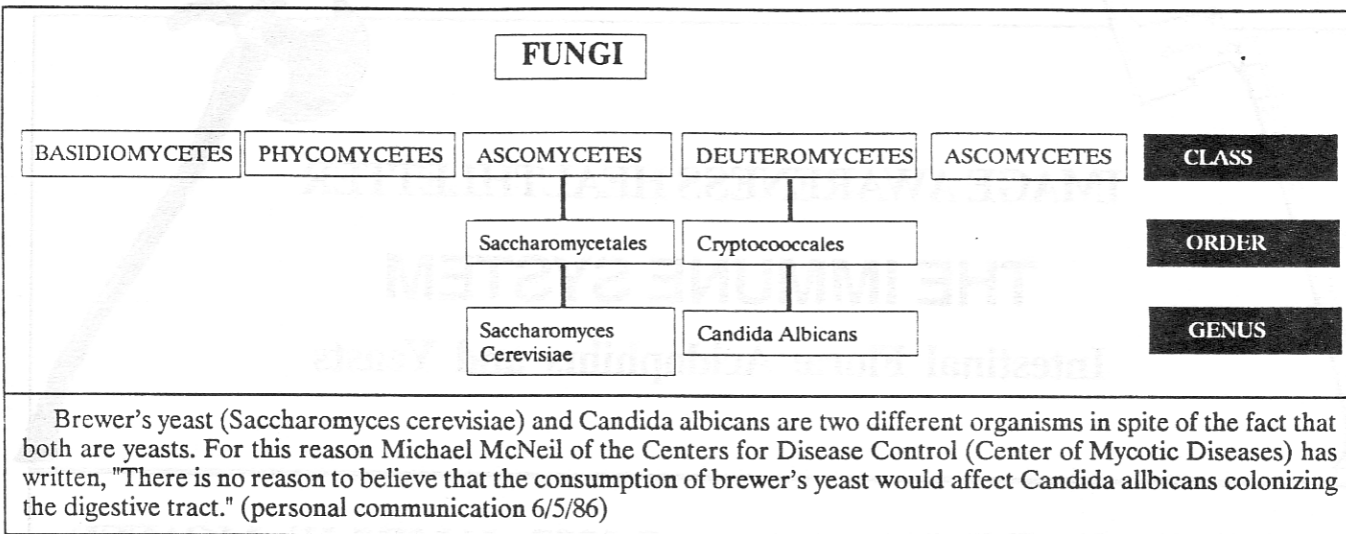 FUNGI
BASIDIOMYCETES PHYCOMYCETES ASCOMYCETES DEUTEROMYCETES ASCOMYCETES CLASS
Saccharomycetales Cryptocooccales ORDER
Saccharomyces
Cerevisiae Candida Albicans GENUS
Brewer's yeast (Saccharomyces cerevisiae) and Candida albicans are two different organisms in spite of the fact that
both are yeasts. For this reason Michael McNeil of the Centers for Disease Control (Center of Mycotic Diseases) has
written, "There is no reason to believe that the consumption of brewer's yeast would affect Candida allbicans colonizing
the digestive tract." (personal communication 6/5/86)